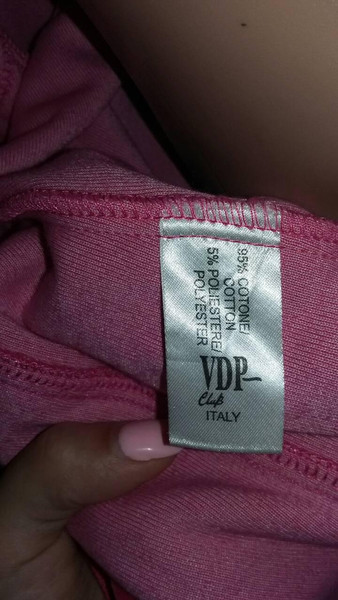 95% COTONE/
COTTON
5% POLIESTERE/
POLYESTER
VDP
Club
ITALY